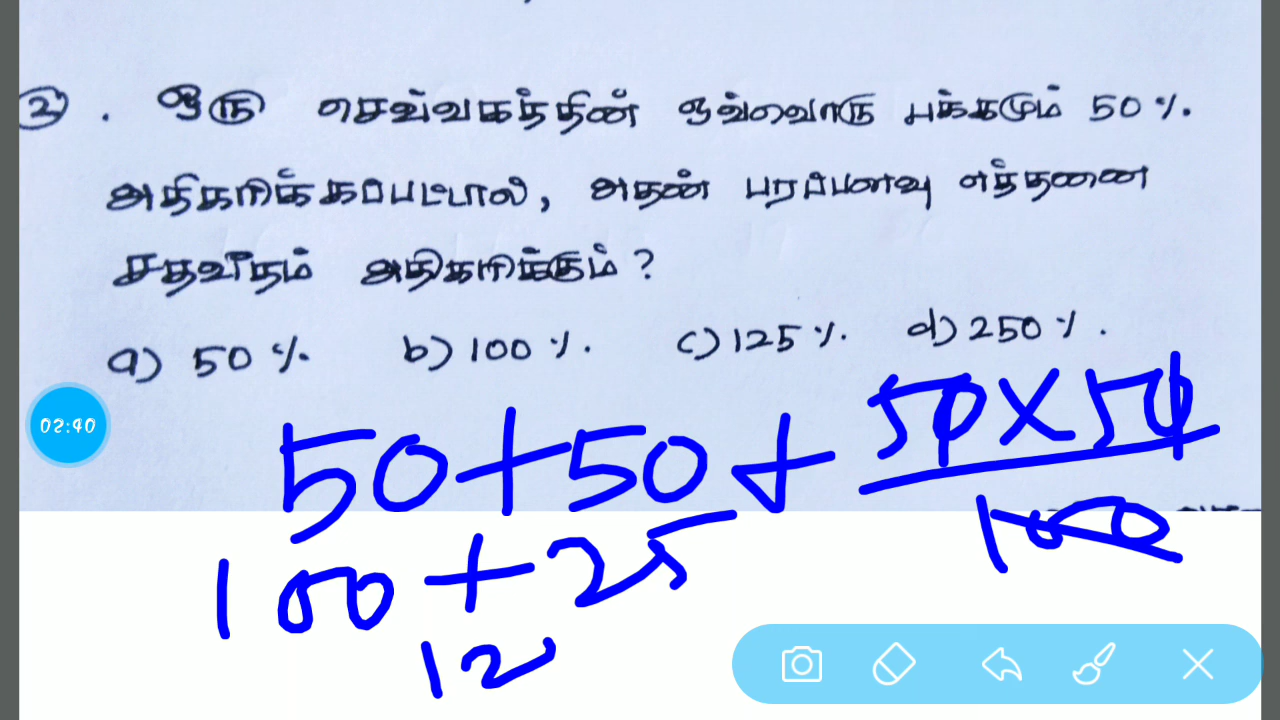 2. ஒரு செவ்வகத்தின் ஒவ்வொரு பக்கமும் 50%.
அதிகரிக்கப்பட்டால், அதன் பரப்பளவு எத்தனை
சதவீதம் அதிகரிக்கும்?
a) 50%. b) 100%. c) 125%. d) 250%.
02:40
50+50+ 50×50
100
100+25
12